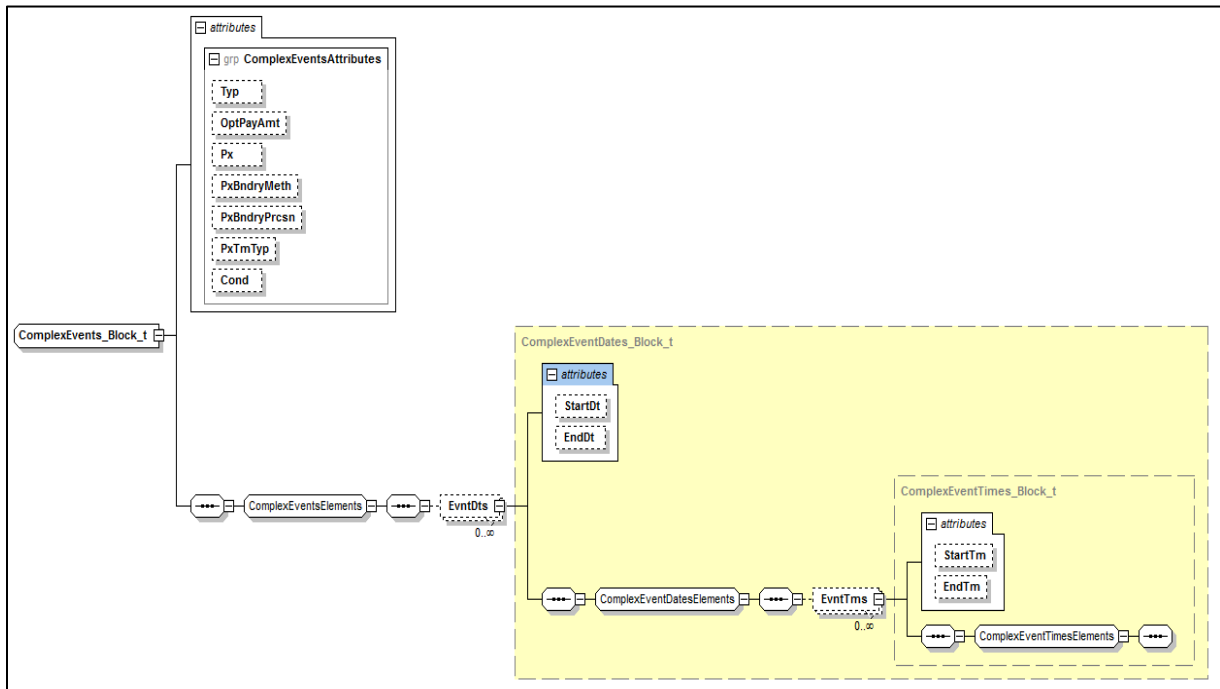 attributes
grp ComplexEventsAttributes
Typ
OptPayAmt
Px
PxBndryMeth
PxBndryPrcsn
PxTmTyp
Cond
ComplexEvents_Block_t
ComplexEventDates_Block_t
attributes
StartDt
EndDt
ComplexEventsElements
EvntDts
0..∞
ComplexEventTimes_Block_t
attributes
StartTm
EndTm
ComplexEventDatesElements
EvntTms
0..∞
ComplexEventTimesElements